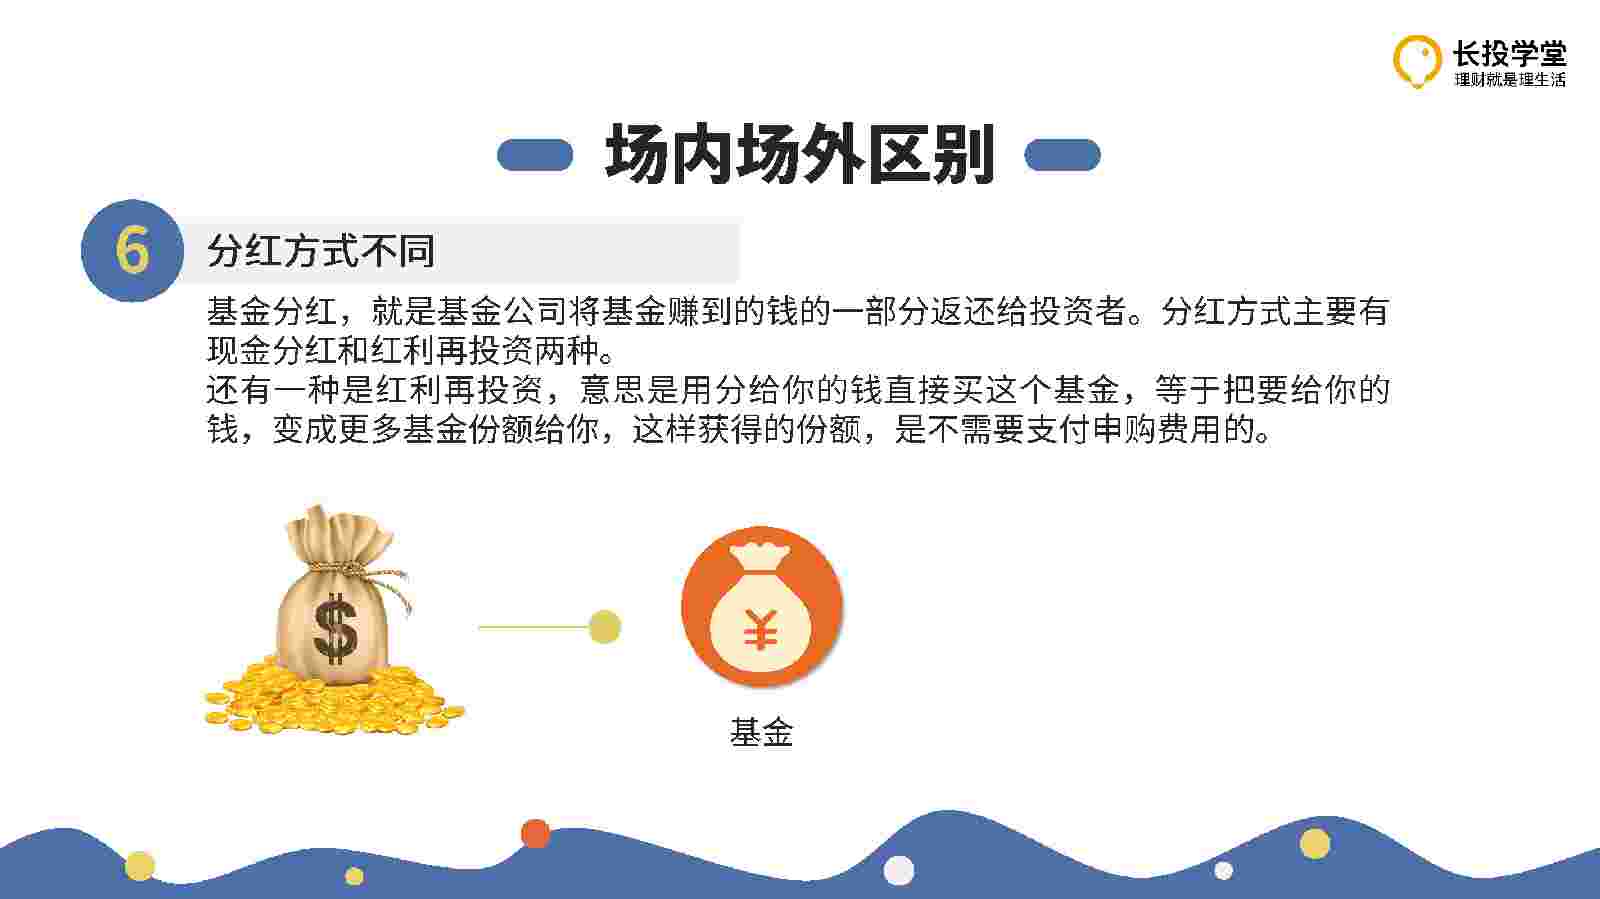 长投学堂
理财就是理生活
场内场外区别
6
分红方式不同
基金分红，就是基金公司将基金赚到的钱的一部分返还给投资者。分红方式主要有
现金分红和红利再投资两种。
还有一种是红利再投资，意思是用分给你的钱直接买这个基金，等于把要给你的
钱，变成更多基金份额给你，这样获得的份额，是不需要支付申购费用的。
$
¥
基金